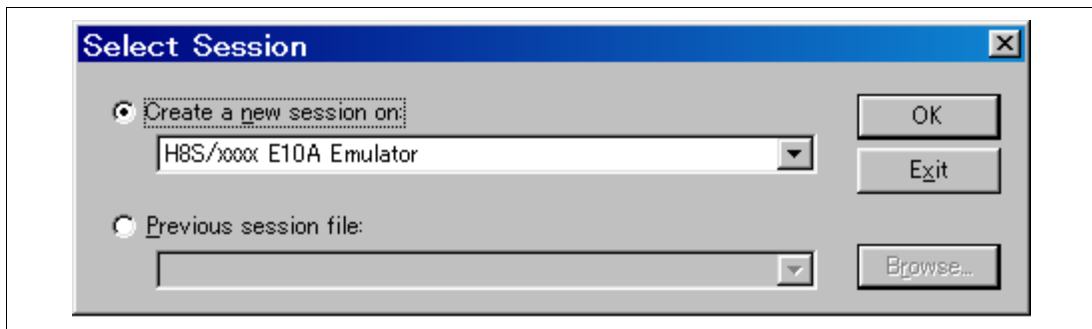 Select Session
Create a new session on:
OK
H8S/xxxx E10A Emulator
Exit
Previous session file:
Browse...